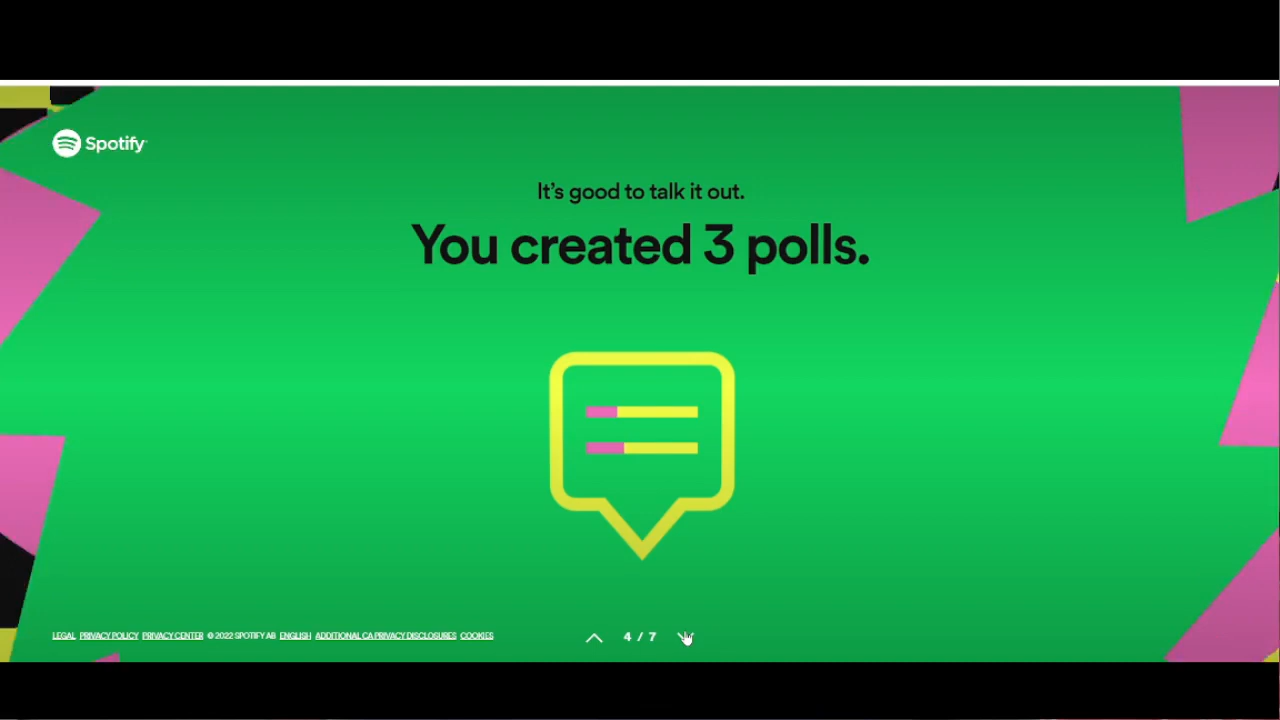 Spotify
It's good to talk it out.
You created 3 polls.
LEGAL PRIVACY POLICY PRIVACY CENTER © 2022 SPOTIFY AB ENGLISH ADDITIONAL CA PRIVACY DISCLOSURES COOKIES
4 / 7